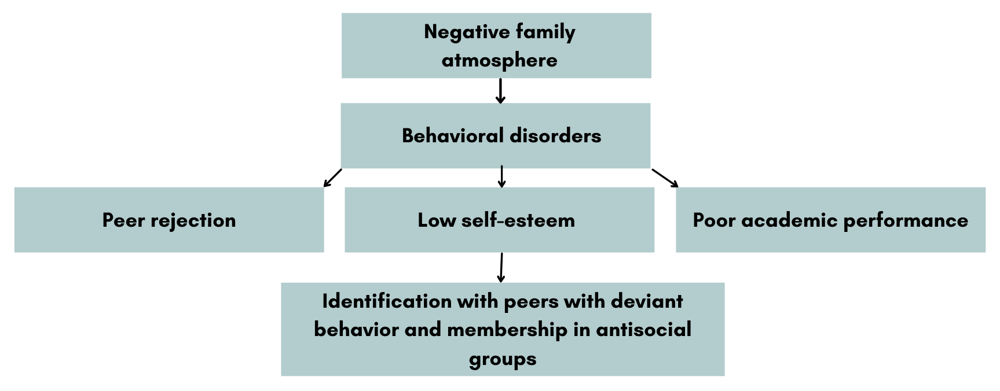 Negative family
atmosphere
Behavioral disorders
Peer rejection
Low self-esteem
Poor academic performance
Identification with peers with deviant
behavior and membership in antisocial
groups